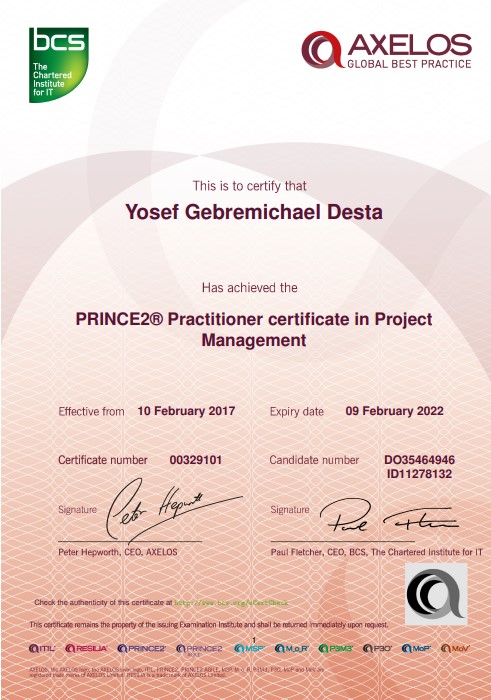 bcs
The
Chartered
Institute
for IT
AXELOS
GLOBAL BEST PRACTICE
This is to certify that
Yosef Gebremichael Desta
Has achieved the
PRINCE2® Practitioner certificate in Project
Management
Effective from 10 February 2017 Expiry date 09 February 2022
Certificate number 00329101 Candidate number DO35464946
ID11278132
Signature Peter Hepworth Signature Paul
Peter Hepworth, CEO, AXELOS Paul Fletcher, CEO, BCS, The Chartered Institute for IT
Check the authenticity of this certificate at http://www.bcs.org/eCertCheck
This certificate remains the property of the issuing Examination Institute and shall be returned immediately upon request.
1
ITIL® RESILIA™ PRINCE2® PRINCE2 MSP® M_o_R® P3M3® P3O® MoP® MoV®
AXELOS, the AXELOS logo, the AXELOS swirl logo, ITIL, PRINCE2, PRINCE2 AGILE, MSP, M_o_R, P3M3, P3O, MoP and MoV are
registered trade marks of AXELOS Limited. RESILIA is a trade mark of AXELOS Limited.